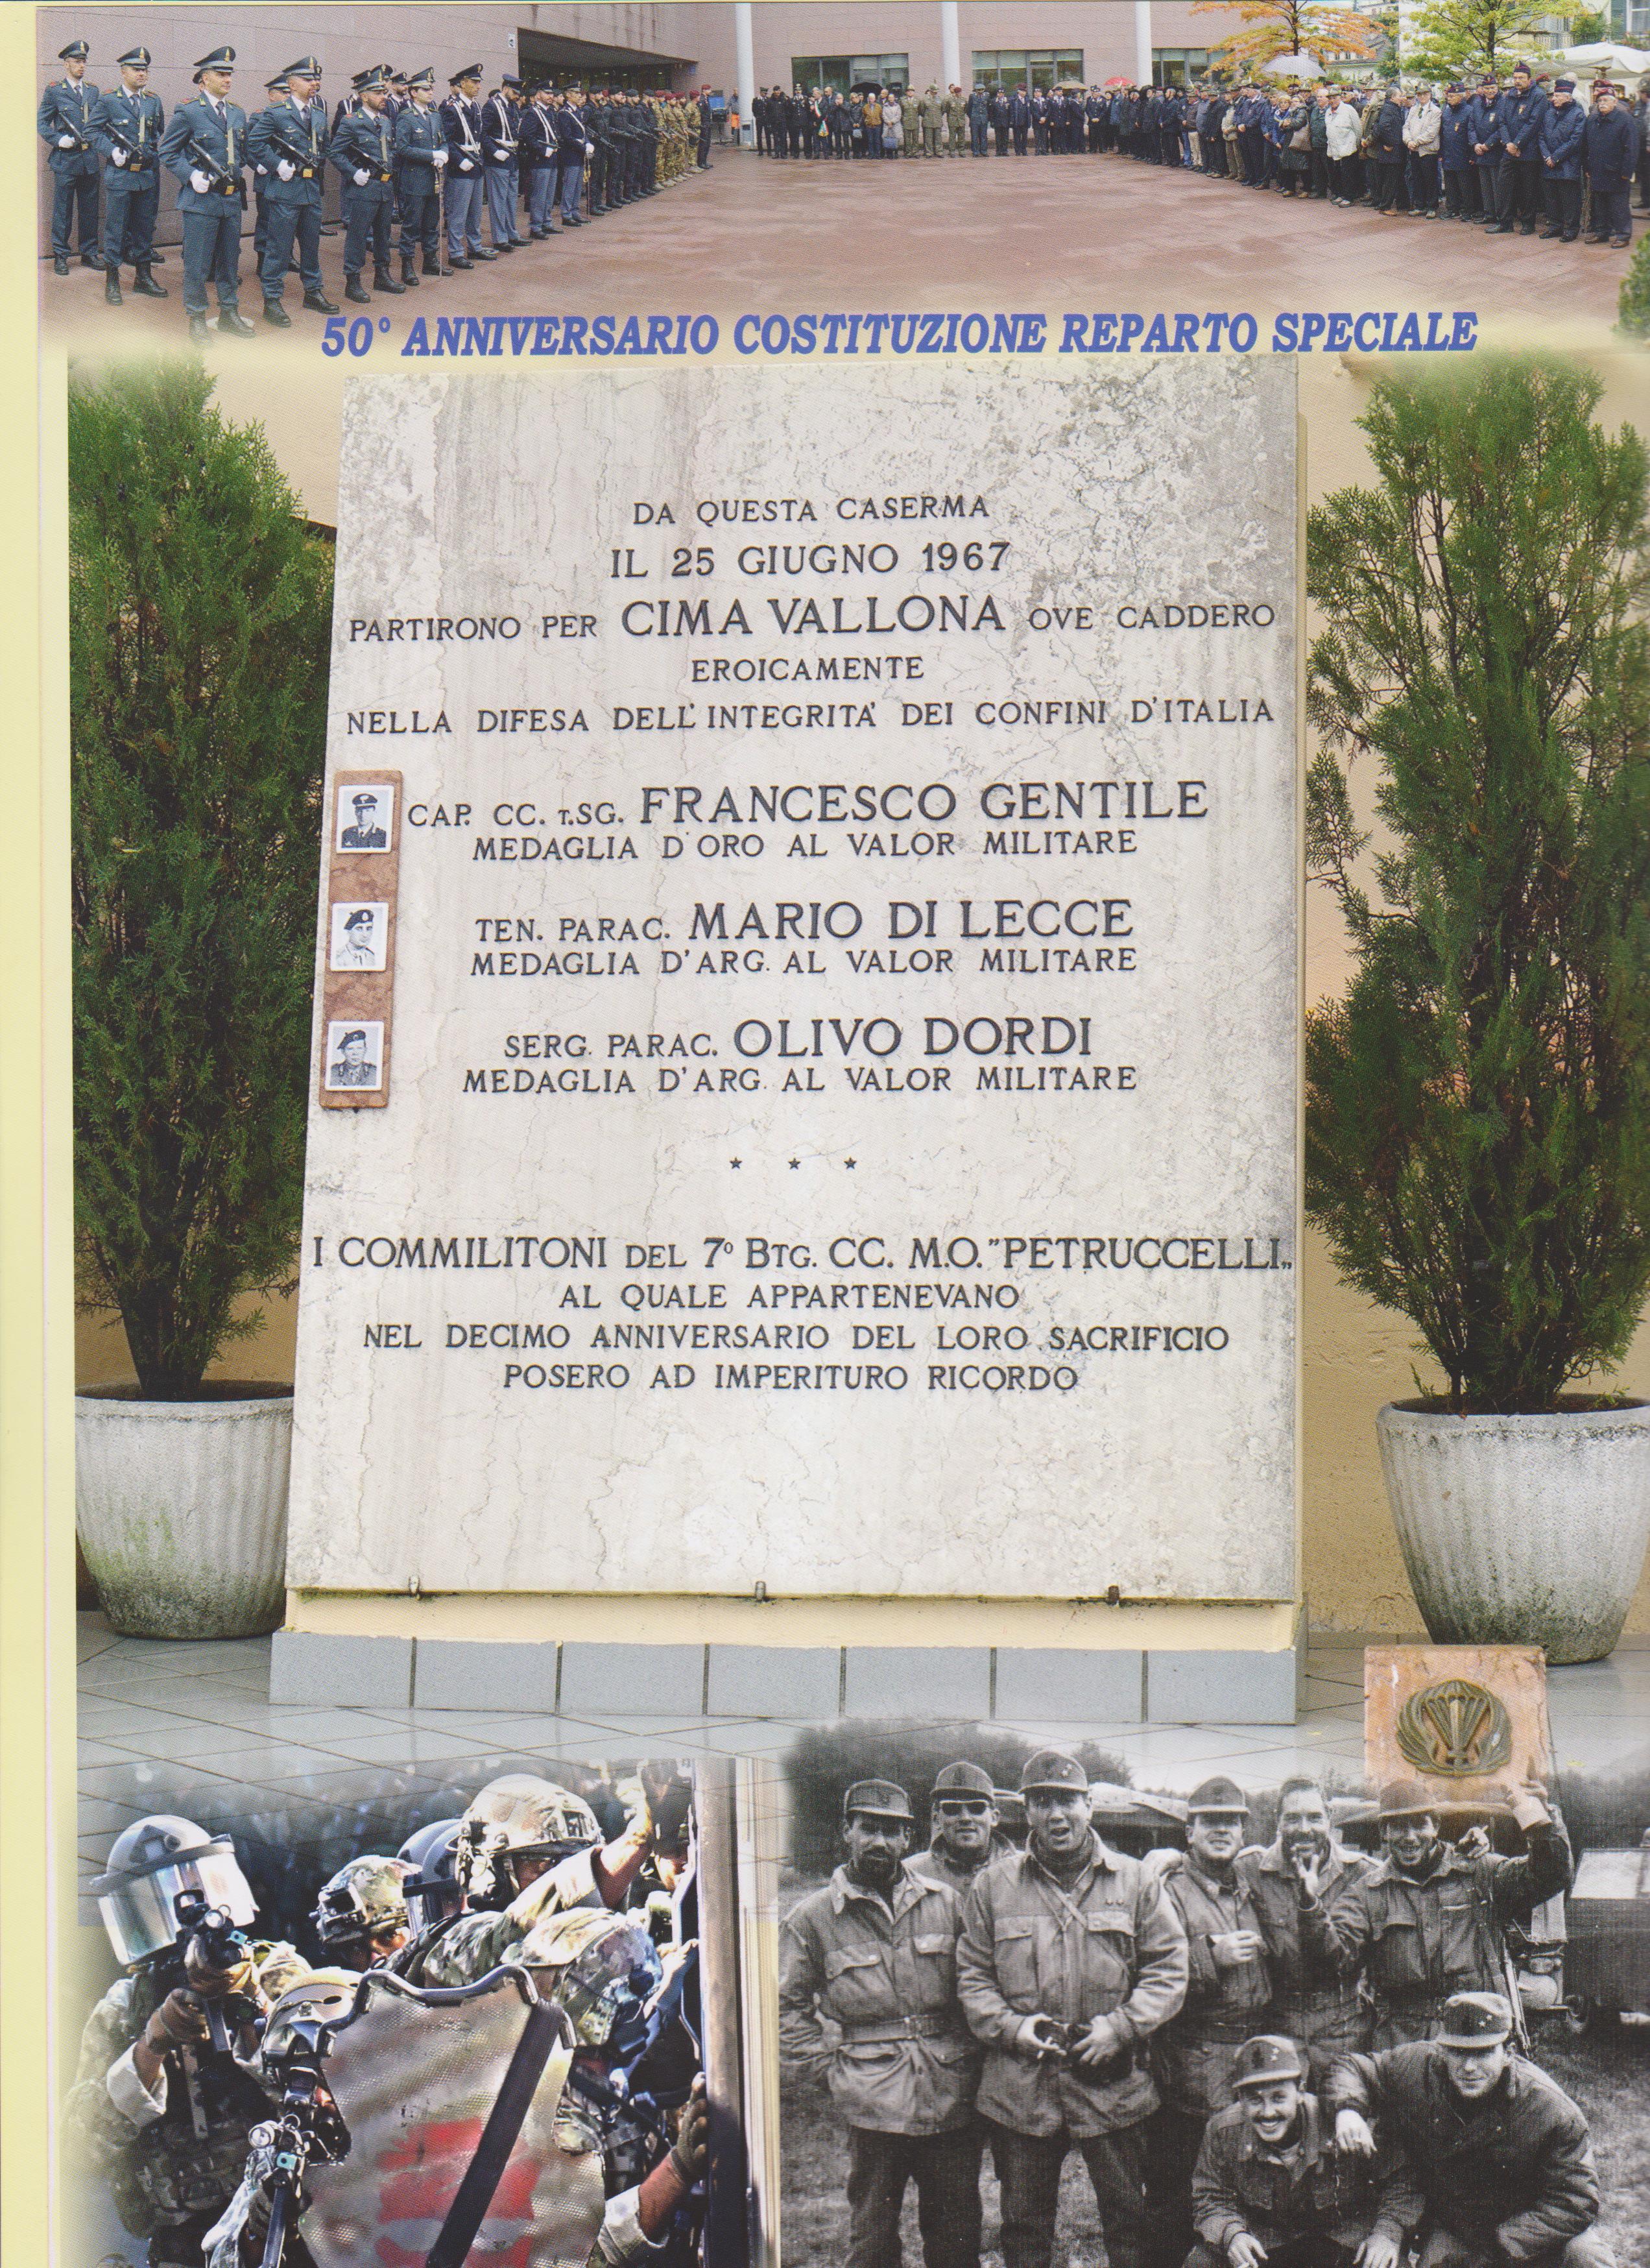 50° ANNIVERSARIO COSTITUZIONE REPARTO SPECIALE
DA QUESTA CASERMA
IL 25 GIUGNO 1967
PARTIRONO PER CIMA VALLONA OVE CADDERO
EROICAMENTE
NELLA DIFESA DELL'INTEGRITA' DEI CONFINI D'ITALIA
CAP. CC. T.SG. FRANCESCO GENTILE
MEDAGLIA D'ORO AL VALOR MILITARE
TEN. PARAC. MARIO DI LECCE
MEDAGLIA D'ARG. AL VALOR MILITARE
SERG. PARAC. OLIVO DORDI
MEDAGLIA D'ARG. AL VALOR MILITARE
★ ★ ★
I COMMILITONI DEL 7° BTG. CC. M.O. "PETRUCCELLI„
AL QUALE APPARTENEVANO
NEL DECIMO ANNIVERSARIO DEL LORO SACRIFICIO
POSERO AD IMPERITURO RICORDO